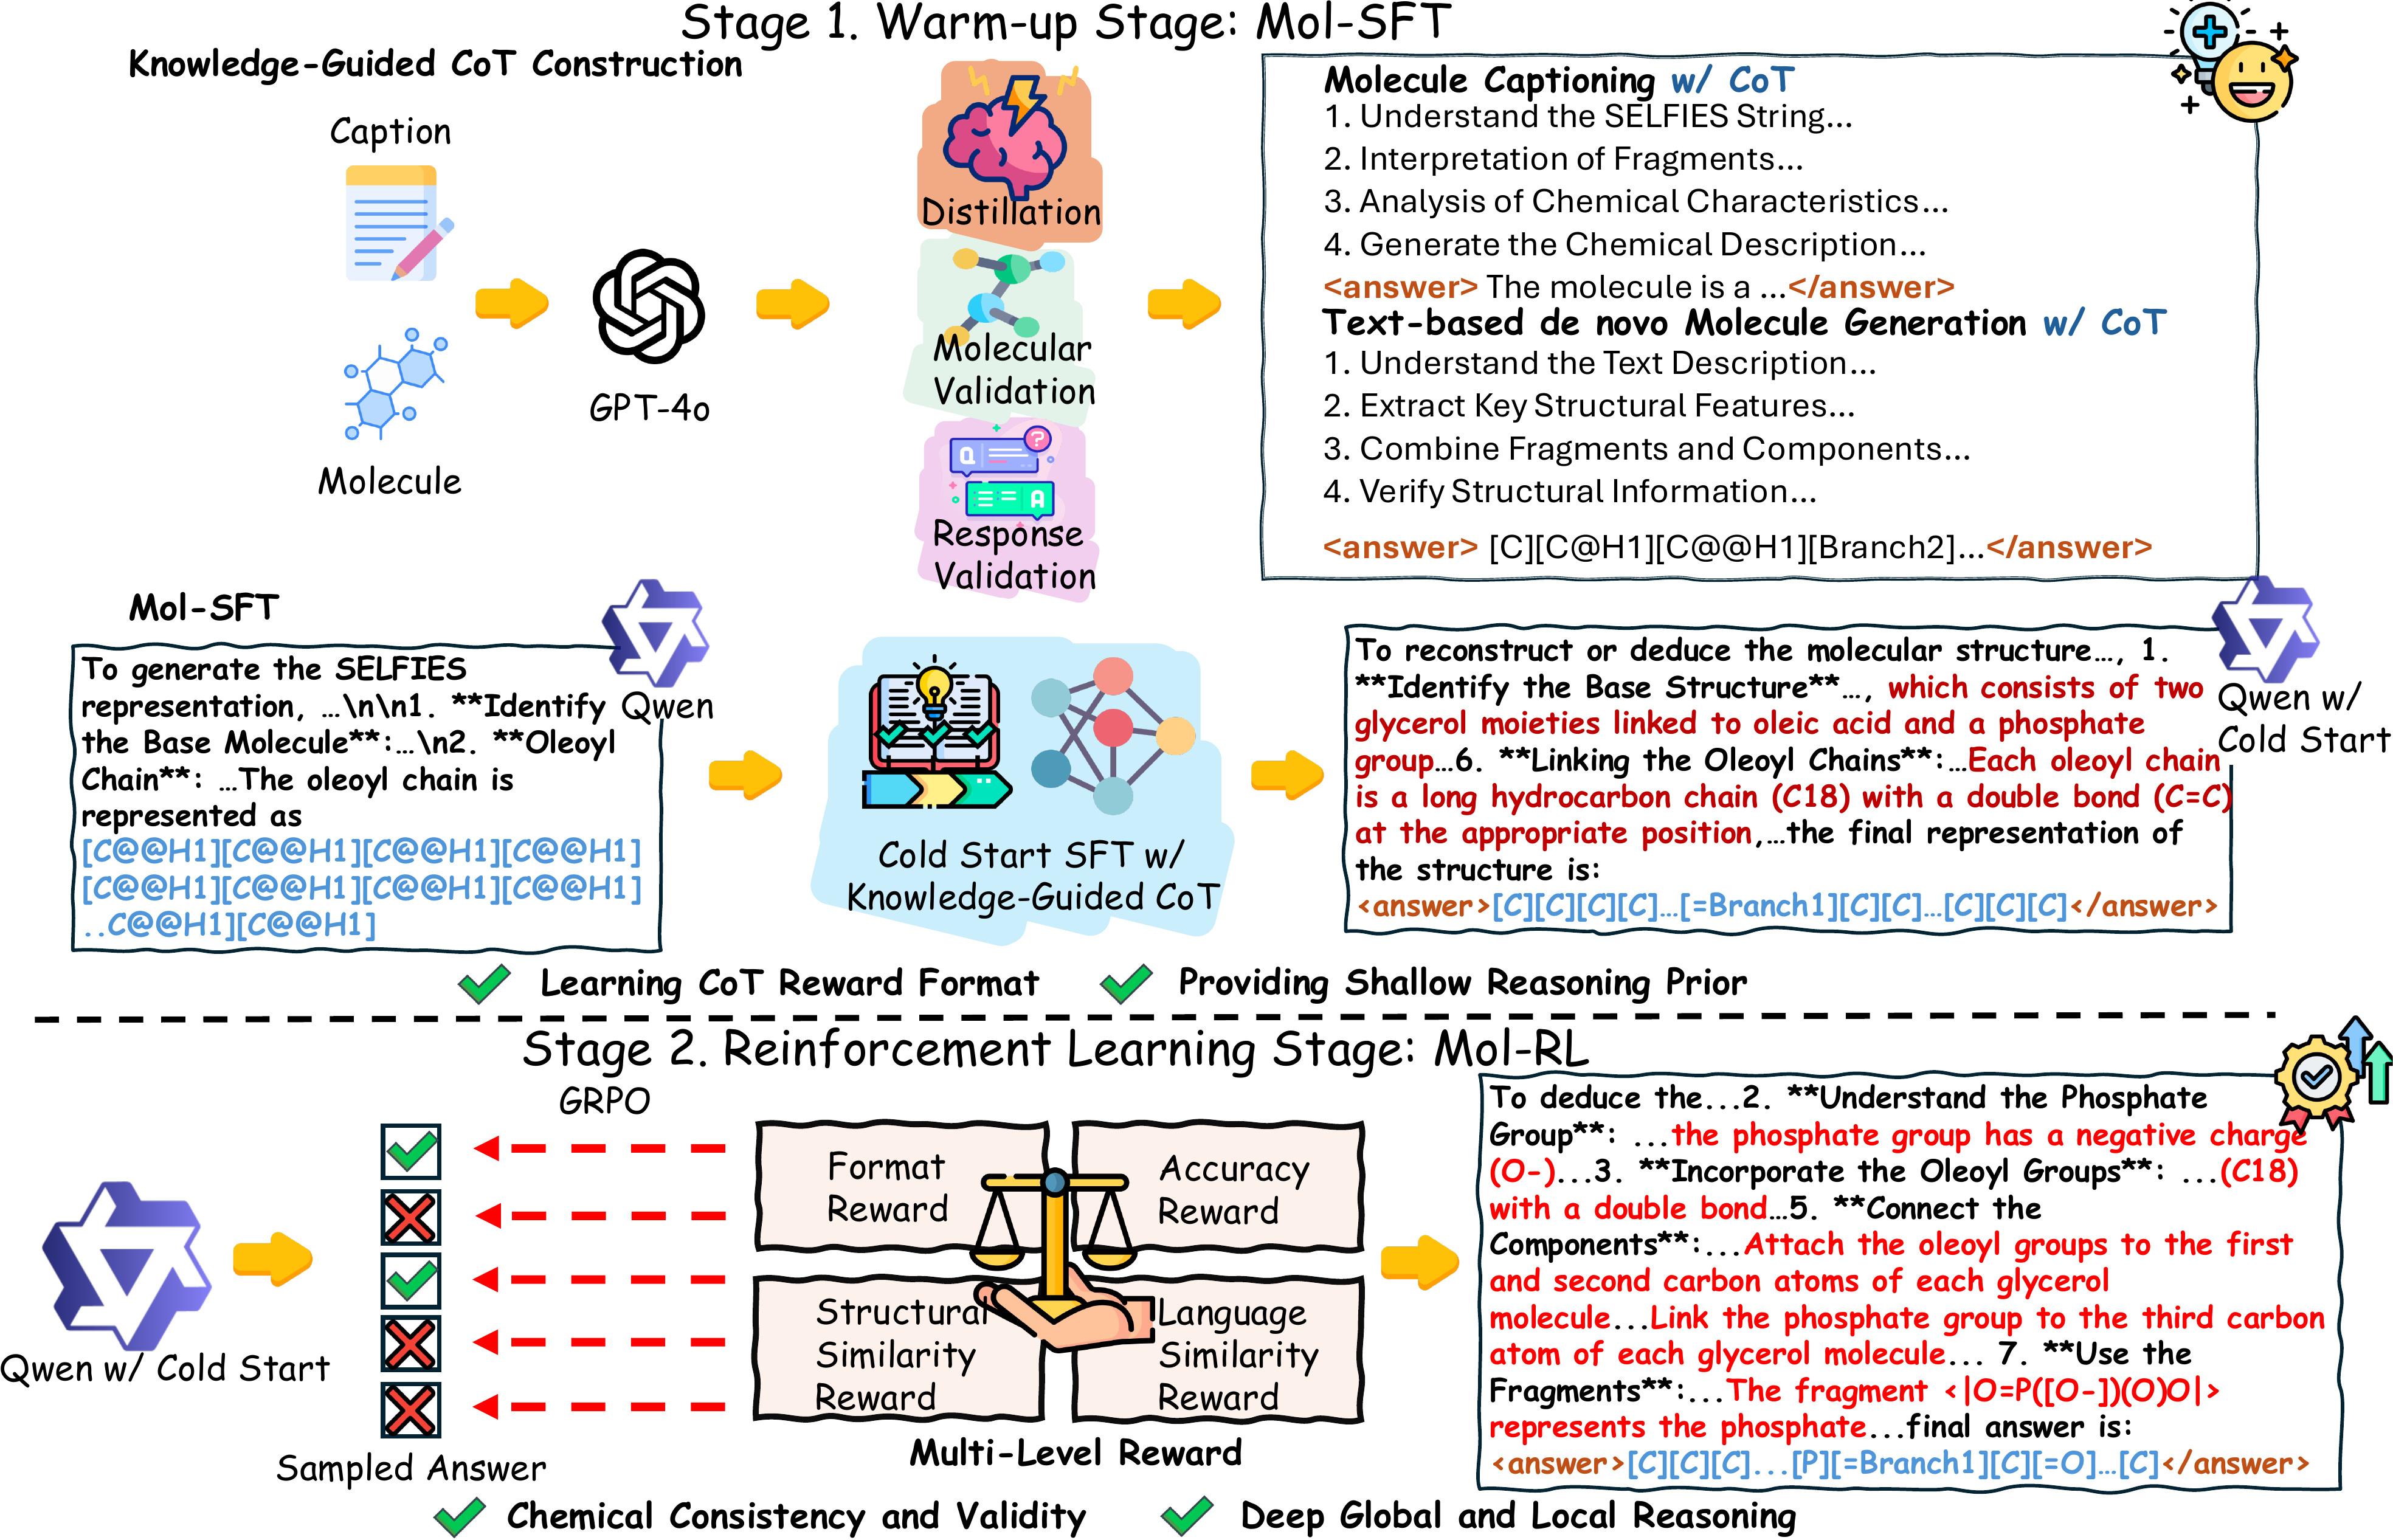 Stage 1. Warm-up Stage: Mol-SFT
Knowledge-Guided CoT Construction
Caption
Molecule
GPT-4o
Distillation
Molecular
Validation
Q
?
A
Response
Validation
Molecule Captioning w/ CoT
1. Understand the SELFIES String...
2. Interpretation of Fragments...
3. Analysis of Chemical Characteristics...
4. Generate the Chemical Description...
<answer> The molecule is a ...</answer>
Text-based de novo Molecule Generation w/ CoT
1. Understand the Text Description...
2. Extract Key Structural Features...
3. Combine Fragments and Components...
4. Verify Structural Information...
<answer> [C][C@H1][C@@H1][Branch2]...</answer>
Mol-SFT
To generate the SELFIES
representation, ...\n\n1. **Identify
the Base Molecule**:...\n2. **Oleoyl
Chain**: ...The oleoyl chain is
represented as
[C@@H1][C@@H1][C@@H1][C@@H1]
[C@@H1][C@@H1][C@@H1][C@@H1]
..C@@H1][C@@H1]
Qwen
Cold Start SFT w/
Knowledge-Guided CoT
To reconstruct or deduce the molecular structure..., 1.
**Identify the Base Structure**..., which consists of two
glycerol moieties linked to oleic acid and a phosphate
group...6. **Linking the Oleoyl Chains**:...Each oleoyl chain
is a long hydrocarbon chain (C18) with a double bond (C=C)
at the appropriate position,...the final representation of
the structure is:
<answer>[C][C][C][C]...[=Branch1][C][C]...[C][C][C]</answer>
Qwen w/
Cold Start
Learning CoT Reward Format
Providing Shallow Reasoning Prior
Stage 2. Reinforcement Learning Stage: Mol-RL
Qwen w/ Cold Start
GRPO
Sampled Answer
Format
Reward
Accuracy
Reward
Structural
Similarity
Reward
Language
Similarity
Reward
Multi-Level Reward
To deduce the...2. **Understand the Phosphate
Group**: ...the phosphate group has a negative charge
(O-)...3. **Incorporate the Oleoyl Groups**: ...(C18)
with a double bond...5. **Connect the
Components**:...Attach the oleoyl groups to the first
and second carbon atoms of each glycerol
molecule...Link the phosphate group to the third carbon
atom of each glycerol molecule... 7. **Use the
Fragments**:...The fragment <|O=P([O-])(O)O|>
represents the phosphate...final answer is:
<answer>[C][C][C]...[P][=Branch1][C][=O]...[C]</answer>
Chemical Consistency and Validity
Deep Global and Local Reasoning